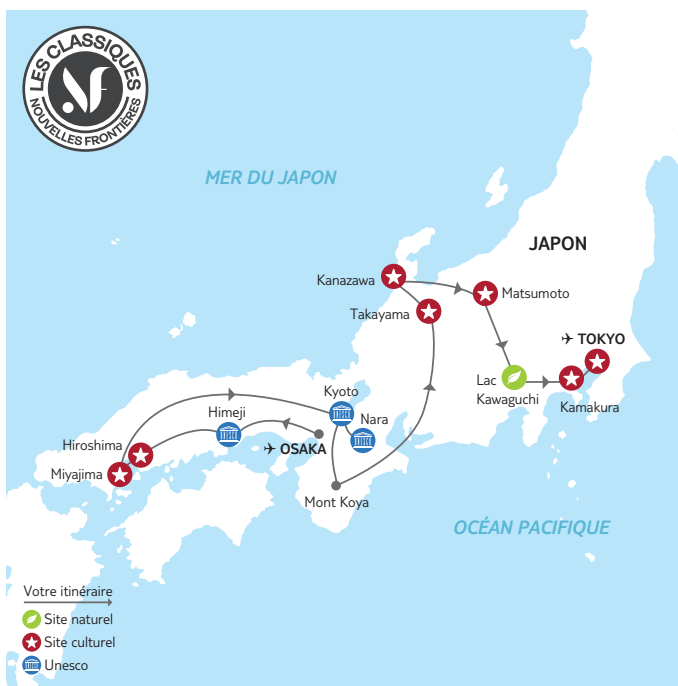 LES CLASSIQUES
NF
NOUVELLES FRONTIÈRES
MER DU JAPON
JAPON
Kanazawa
Matsumoto
Takayama
TOKYO
Lac
Kawaguchi
Kamakura
Kyoto
Himeji
Nara
Hiroshima
OSAKA
Miyajima
Mont Koya
OCÉAN PACIFIQUE
Votre itinéraire
Site naturel
Site culturel
Unesco